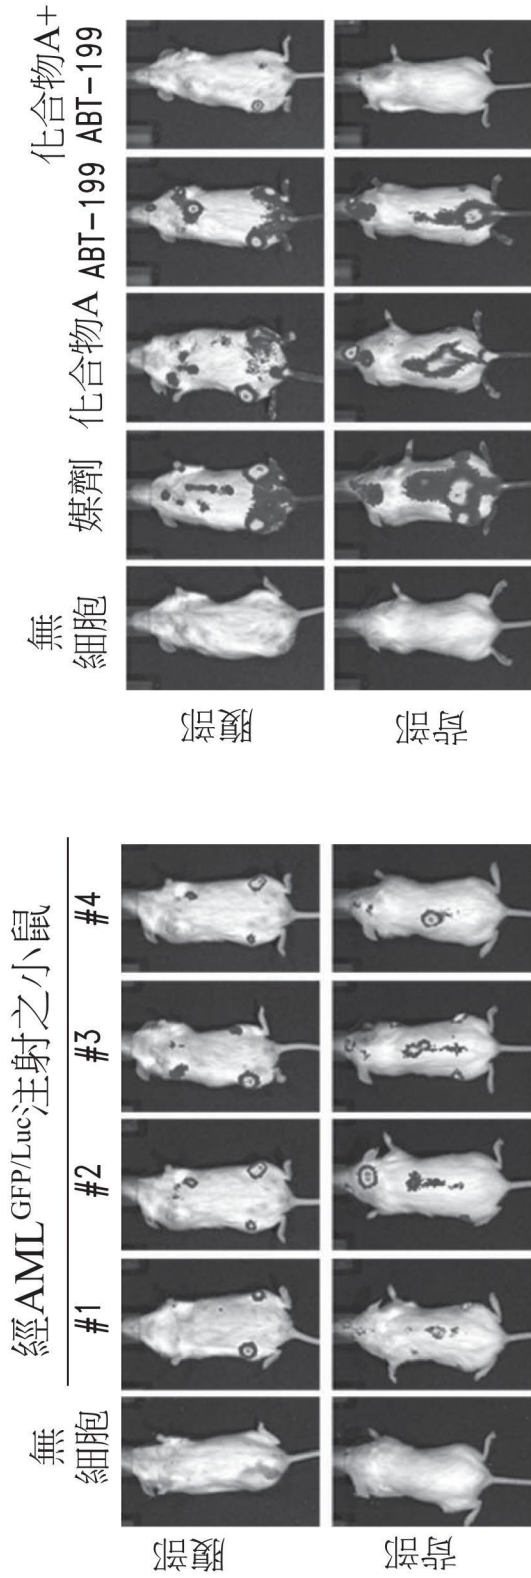 經AML^GFP/Luc注射之小鼠
無
細胞
#1
#2
#3
#4
腹部
背部
無
細胞
媒劑
化合物A
ABT-199
化合物A+
ABT-199
腹部
背部